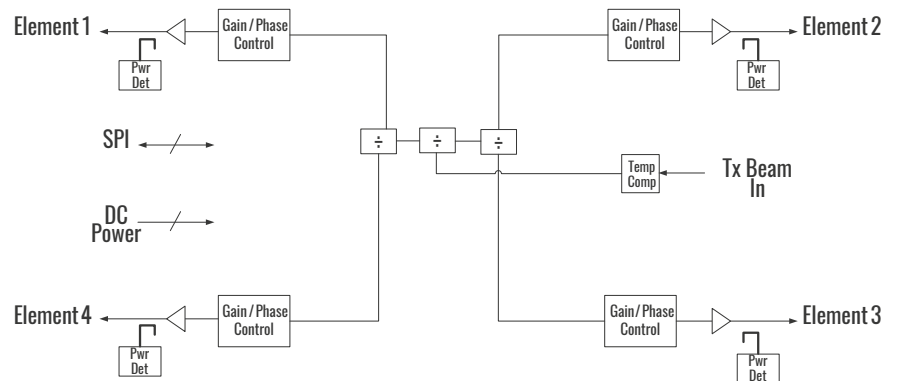 Element 1
Gain / Phase
Control
Pwr
Det
Gain / Phase
Control
Element 2
Pwr
Det
SPI
÷
÷
÷
Temp
Comp
Tx Beam
In
DC
Power
Element 4
Gain / Phase
Control
Pwr
Det
Gain / Phase
Control
Element 3
Pwr
Det